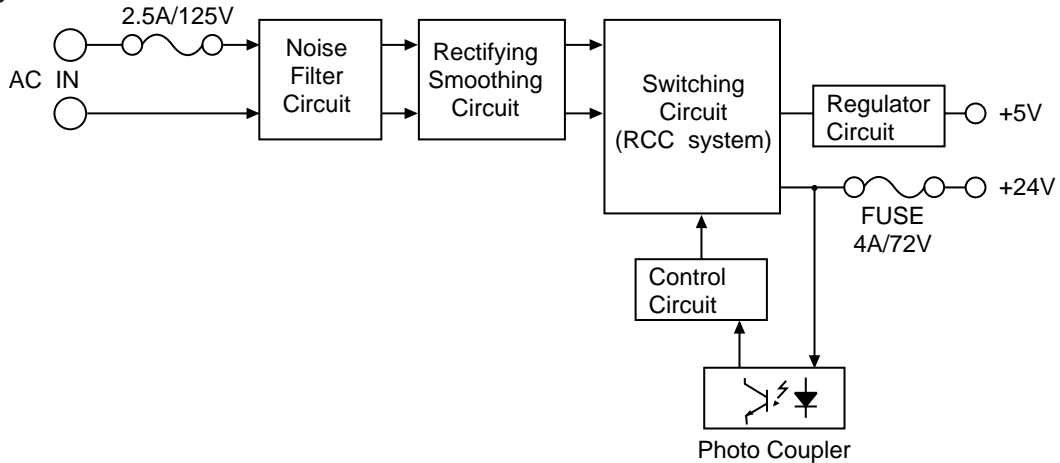 2.5A/125V
AC IN
Noise
Filter
Circuit
Rectifying
Smoothing
Circuit
Switching
Circuit
(RCC system)
Regulator
Circuit
+5V
+24V
FUSE
4A/72V
Control
Circuit
Photo Coupler